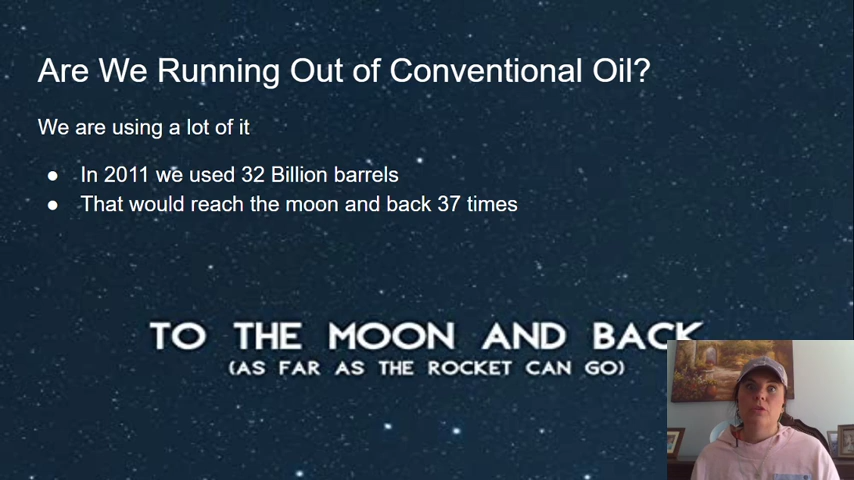 Are We Running Out of Conventional Oil?
We are using a lot of it
● In 2011 we used 32 Billion barrels
● That would reach the moon and back 37 times
TO THE MOON AND BACK
(AS FAR AS THE ROCKET CAN GO)